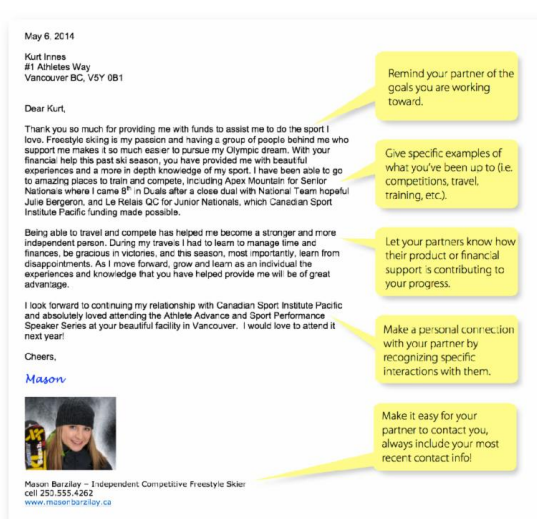 May 6, 2014
Kurt Innes
#1 Athletes Way
Vancouver BC, V5Y 0B1
Dear Kurt,
Thank you so much for providing me with funds to assist me to do the sport I
love. Freestyle skiing is my passion and having a group of people behind me who
support me makes it so much easier to pursue my Olympic dream. With your
financial help this past ski season, you have provided me with beautiful
experiences and a more in depth knowledge of my sport. I have been able to go
to amazing places to train and compete, including Apex Mountain for Senior
Nationals where I came 8th in Duals after a close dual with National Team hopeful
Julie Bergeron, and Le Relais QC for Junior Nationals, which Canadian Sport
Institute Pacific funding made possible.
Being able to travel and compete has helped me become a stronger and more
independent person. During my travels I had to learn to manage time and
finances, be gracious in victories, and this season, most importantly, learn from
disappointments. As I move forward, grow and learn as an individual the
experiences and knowledge that you have helped provide me will be of great
advantage.
I look forward to continuing my relationship with Canadian Sport Institute Pacific
and absolutely loved attending the Athlete Advance and Sport Performance
Speaker Series at your beautiful facility in Vancouver. I would love to attend it
next year!
Cheers,
Mason
Mason Barzilay – Independent Competitive Freestyle Skier
cell 250.555.4262
www.masonbarzilay.ca
Remind your partner of the
goals you are working
toward.
Give specific examples of
what you've been up to (i.e.
competitions, travel,
training, etc.).
Let your partners know how
their product or financial
support is contributing to
your progress.
Make a personal connection
with your partner by
recognizing specific
interactions with them.
Make it easy for your
partner to contact you,
always include your most
recent contact info!